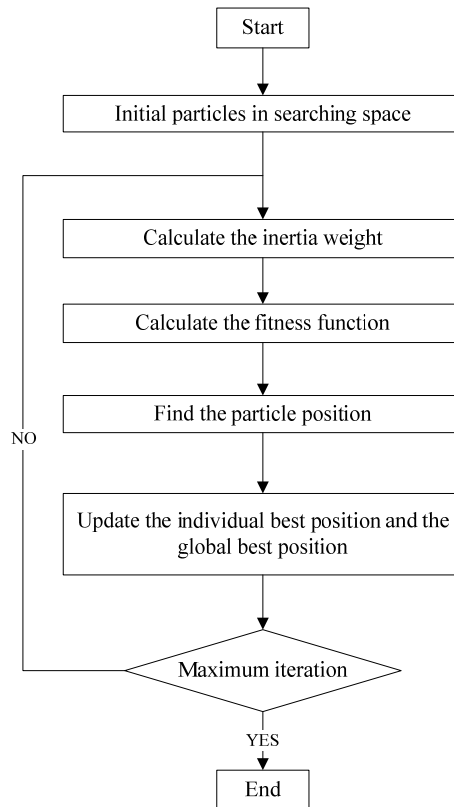 Start
Initial particles in searching space
Calculate the inertia weight
Calculate the fitness function
Find the particle position
NO
Update the individual best position and the
global best position
Maximum iteration
YES
End